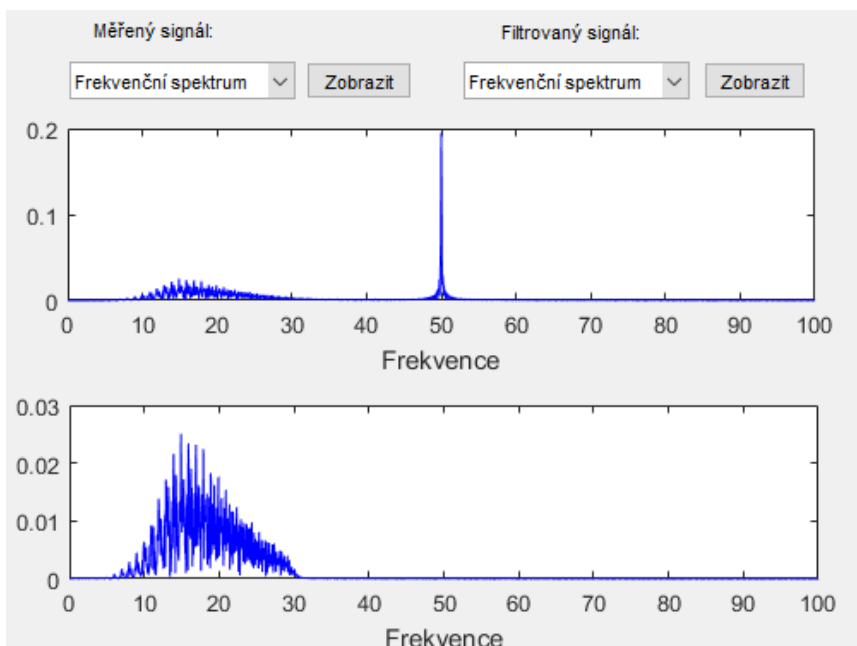 Měřený signál: Filtrovaný signál:
Frekvenční spektrum Zobrazit Frekvenční spektrum Zobrazit
0.2
0.1
0
0 10 20 30 40 50 60 70 80 90 100
Frekvence
0.03
0.02
0.01
0
0 10 20 30 40 50 60 70 80 90 100
Frekvence